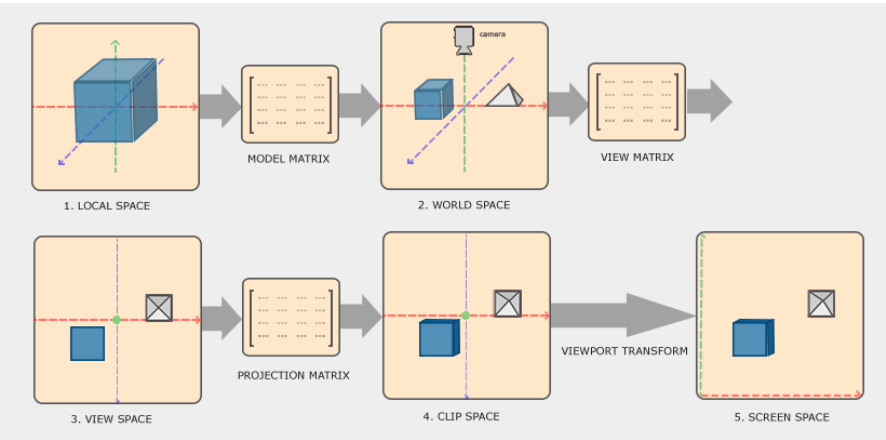 camera
MODEL MATRIX
VIEW MATRIX
1. LOCAL SPACE
2. WORLD SPACE
PROJECTION MATRIX
VIEWPORT TRANSFORM
3. VIEW SPACE
4. CLIP SPACE
5. SCREEN SPACE